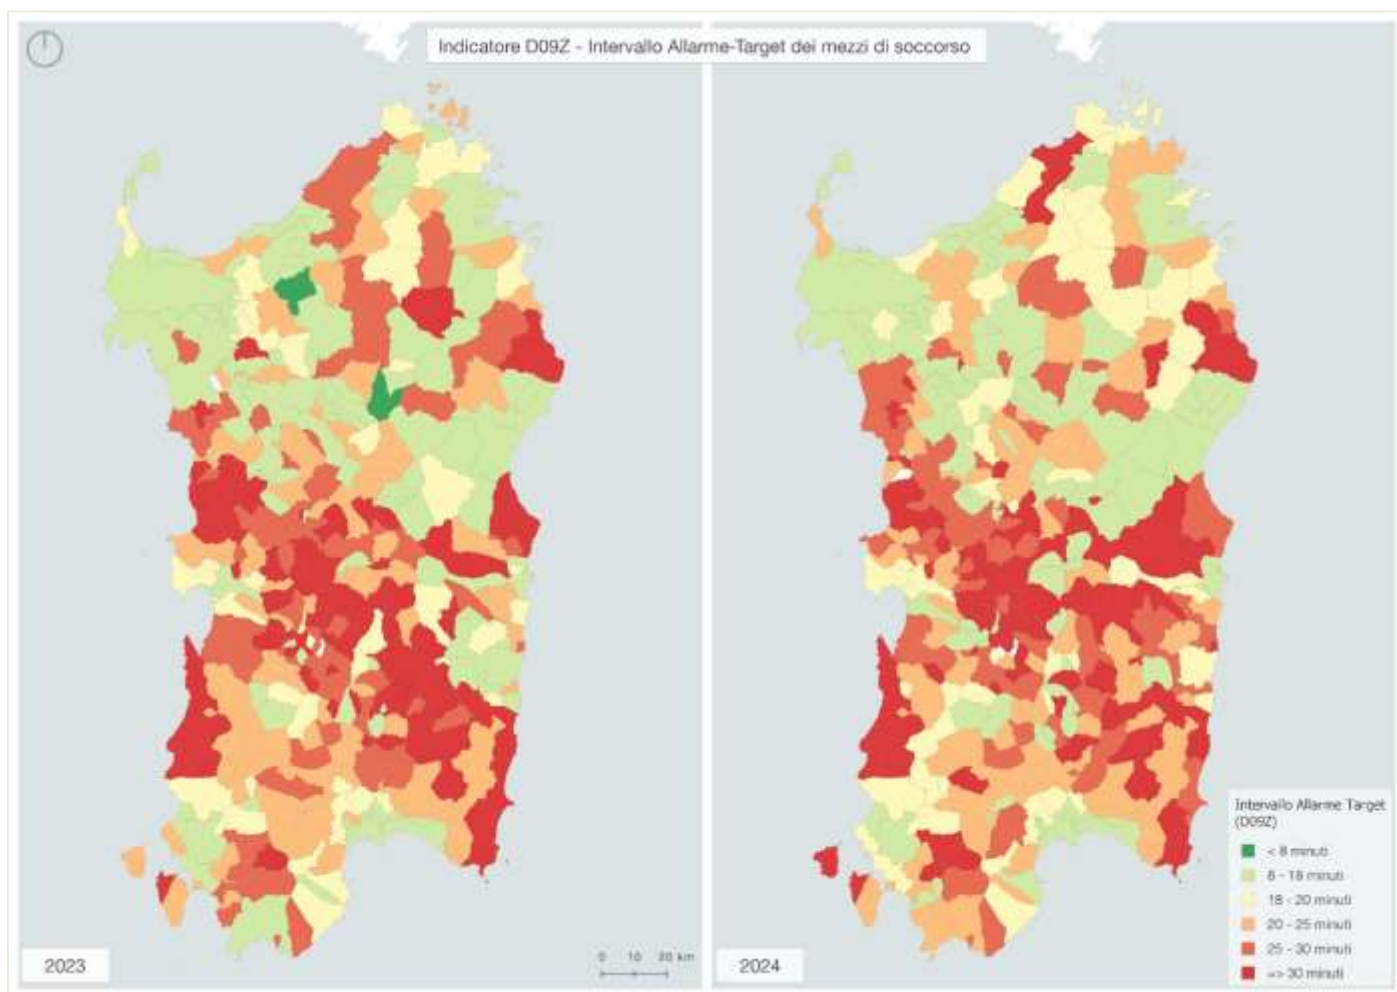 Indicatore D09Z - Intervallo Allarme-Target dei mezzi di soccorso
Intervallo Allarme Target
(D09Z)
< 8 minuti
8 - 18 minuti
18 - 20 minuti
20 - 25 minuti
25 - 30 minuti
=> 30 minuti
2023
0 10 20 km
2024